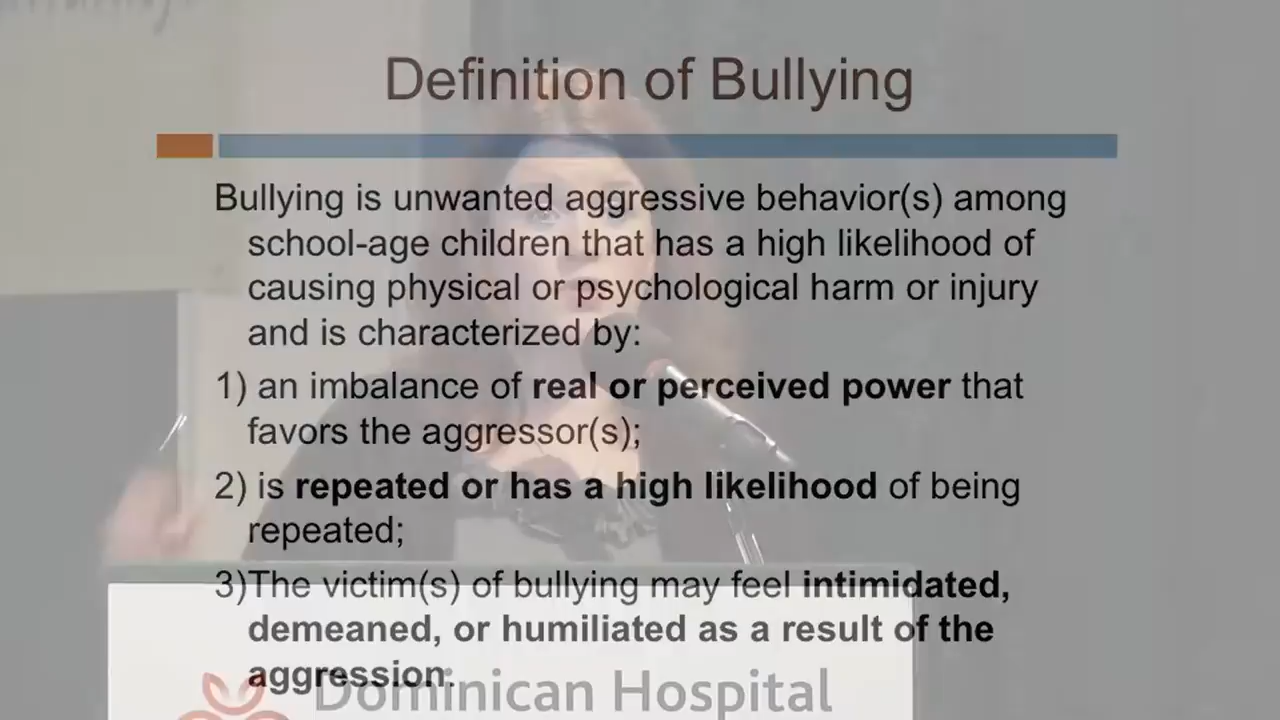 Definition of Bullying
Bullying is unwanted aggressive behavior(s) among
school-age children that has a high likelihood of
causing physical or psychological harm or injury
and is characterized by:
1) an imbalance of real or perceived power that
favors the aggressor(s);
2) is repeated or has a high likelihood of being
repeated;
3)The victim(s) of bullying may feel intimidated,
demeaned, or humiliated as a result of the
aggression.
Dominican Hospital